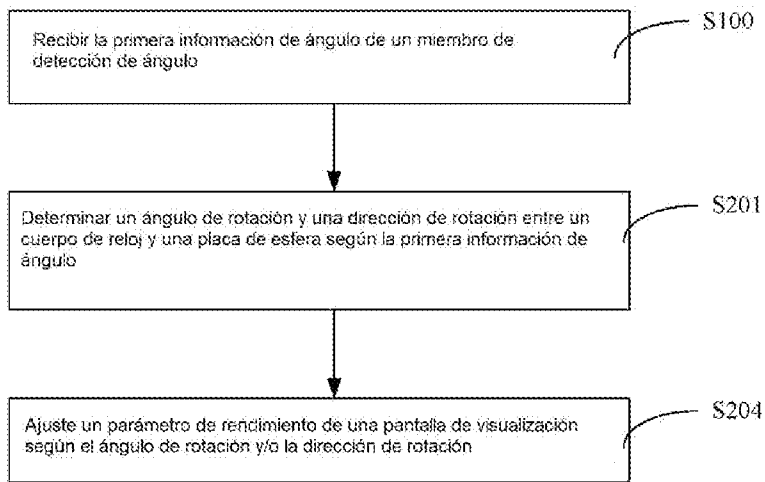 Recibir la primera información de ángulo de un miembro de
detección de ángulo
S100
Determinar un ángulo de rotación y una dirección de rotación entre un
cuerpo de reloj y una placa de esfera según la primera información de
ángulo
S201
Ajuste un parámetro de rendimiento de una pantalla de visualización
según el ángulo de rotación y/o la dirección de rotación
S204